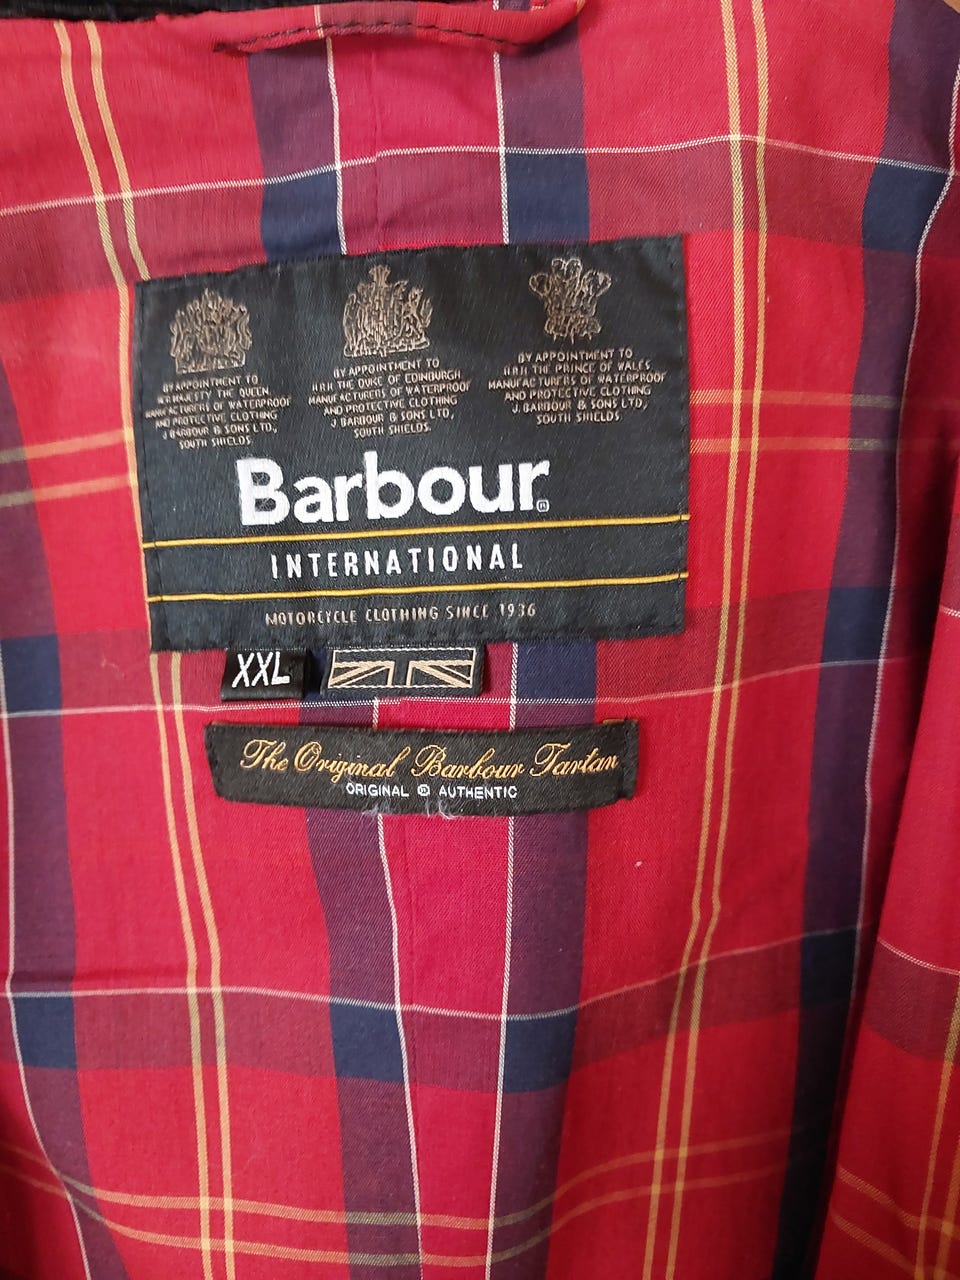 BY APPOINTMENT TO
HER MAJESTY THE QUEEN
MANUFACTURERS OF WATERPROOF
AND PROTECTIVE CLOTHING
J. BARBOUR & SONS LTD.,
SOUTH SHIELDS.
BY APPOINTMENT TO
H.R.H. THE DUKE OF EDINBURGH
MANUFACTURERS OF WATERPROOF
AND PROTECTIVE CLOTHING
J. BARBOUR & SONS LTD,
SOUTH SHIELDS.
BY APPOINTMENT TO
H.R.H. THE PRINCE OF WALES
MANUFACTURERS OF WATERPROOF
AND PROTECTIVE CLOTHING
J. BARBOUR & SONS LTD,
SOUTH SHIELDS.
Barbour®
INTERNATIONAL
MOTORCYCLE CLOTHING SINCE 1936
XXL
The Original Barbour Tartan
ORIGINAL ® AUTHENTIC